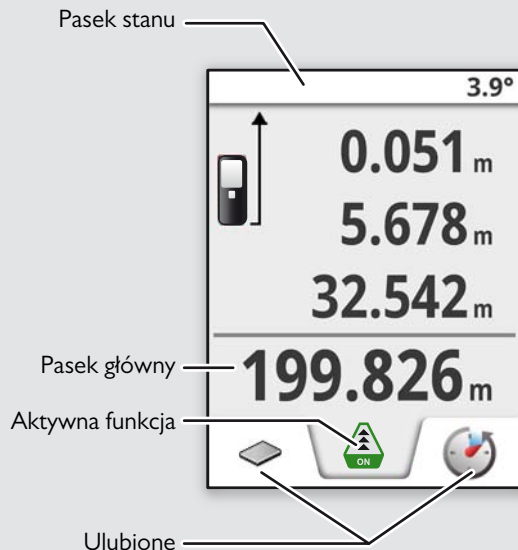 Pasek stanu
3.9°
0.051 m
5.678 m
32.542 m
Pasek główny
199.826 m
Aktywna funkcja
ON
Ulubione